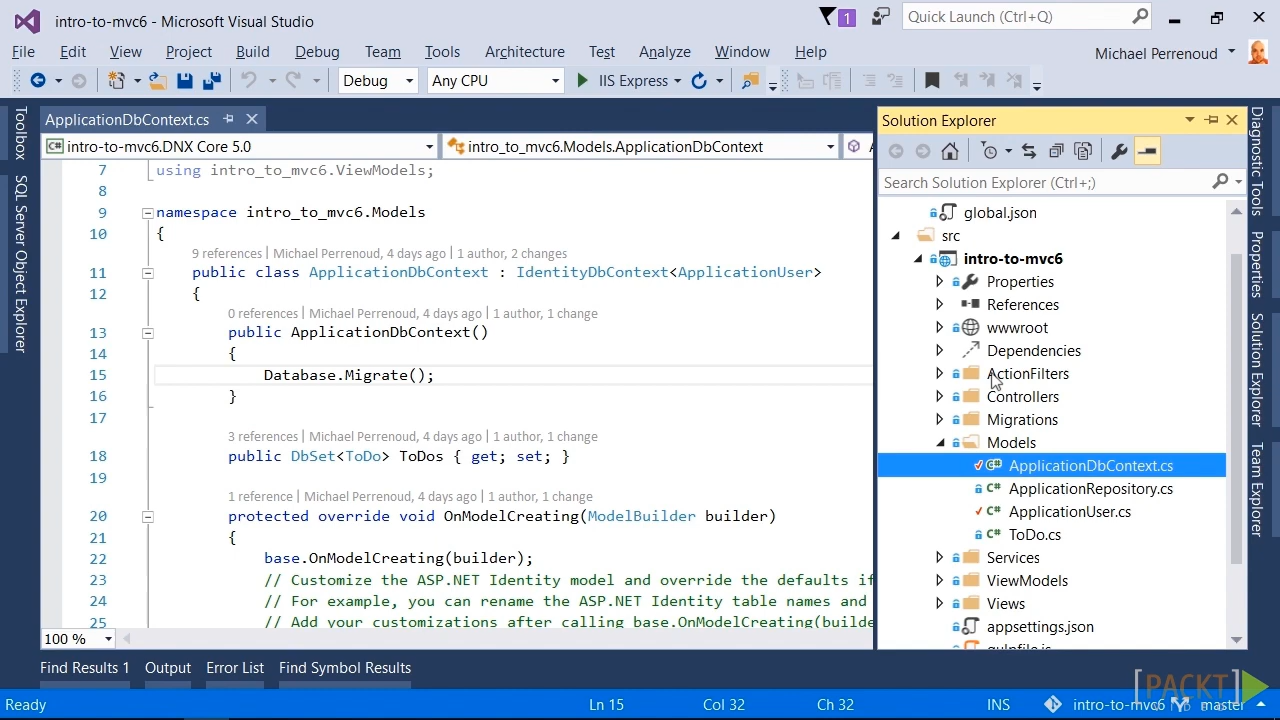 intro-to-mvc6 - Microsoft Visual Studio
1
Quick Launch (Ctrl+Q)
File Edit View Project Build Debug Team Tools Architecture Test Analyze Window Help
Michael Perrenoud
Debug Any CPU IIS Express
Toolbox
SQL Server Object Explorer
ApplicationDbContext.cs
intro-to-mvc6.DNX Core 5.0
intro_to_mvc6.Models.ApplicationDbContext
7 using intro_to_mvc6.ViewModels;
8
9 namespace intro_to_mvc6.Models
10 {
9 references | Michael Perrenoud, 4 days ago | 1 author, 2 changes
11 public class ApplicationDbContext : IdentityDbContext<ApplicationUser>
12 {
0 references | Michael Perrenoud, 4 days ago | 1 author, 1 change
13 public ApplicationDbContext()
14 {
15 Database.Migrate();
16 }
17
3 references | Michael Perrenoud, 4 days ago | 1 author, 1 change
18 public DbSet<ToDo> ToDos { get; set; }
19
1 reference | Michael Perrenoud, 4 days ago | 1 author, 1 change
20 protected override void OnModelCreating(ModelBuilder builder)
21 {
22 base.OnModelCreating(builder);
23 // Customize the ASP.NET Identity model and override the defaults if
24 // For example, you can rename the ASP.NET Identity table names and
25 // Add your customizations after calling base.OnModelCreating(builde
100 %
Solution Explorer
Search Solution Explorer (Ctrl+;)
global.json
src
intro-to-mvc6
Properties
References
wwwroot
Dependencies
ActionFilters
Controllers
Migrations
Models
ApplicationDbContext.cs
ApplicationRepository.cs
ApplicationUser.cs
ToDo.cs
Services
ViewModels
Views
appsettings.json
gulpfile.js
Diagnostic Tools
Properties
Solution Explorer
Team Explorer
Find Results 1 Output Error List Find Symbol Results
Ready Ln 15 Col 32 Ch 32 INS intro-to-mvc6 master
[PACKT]